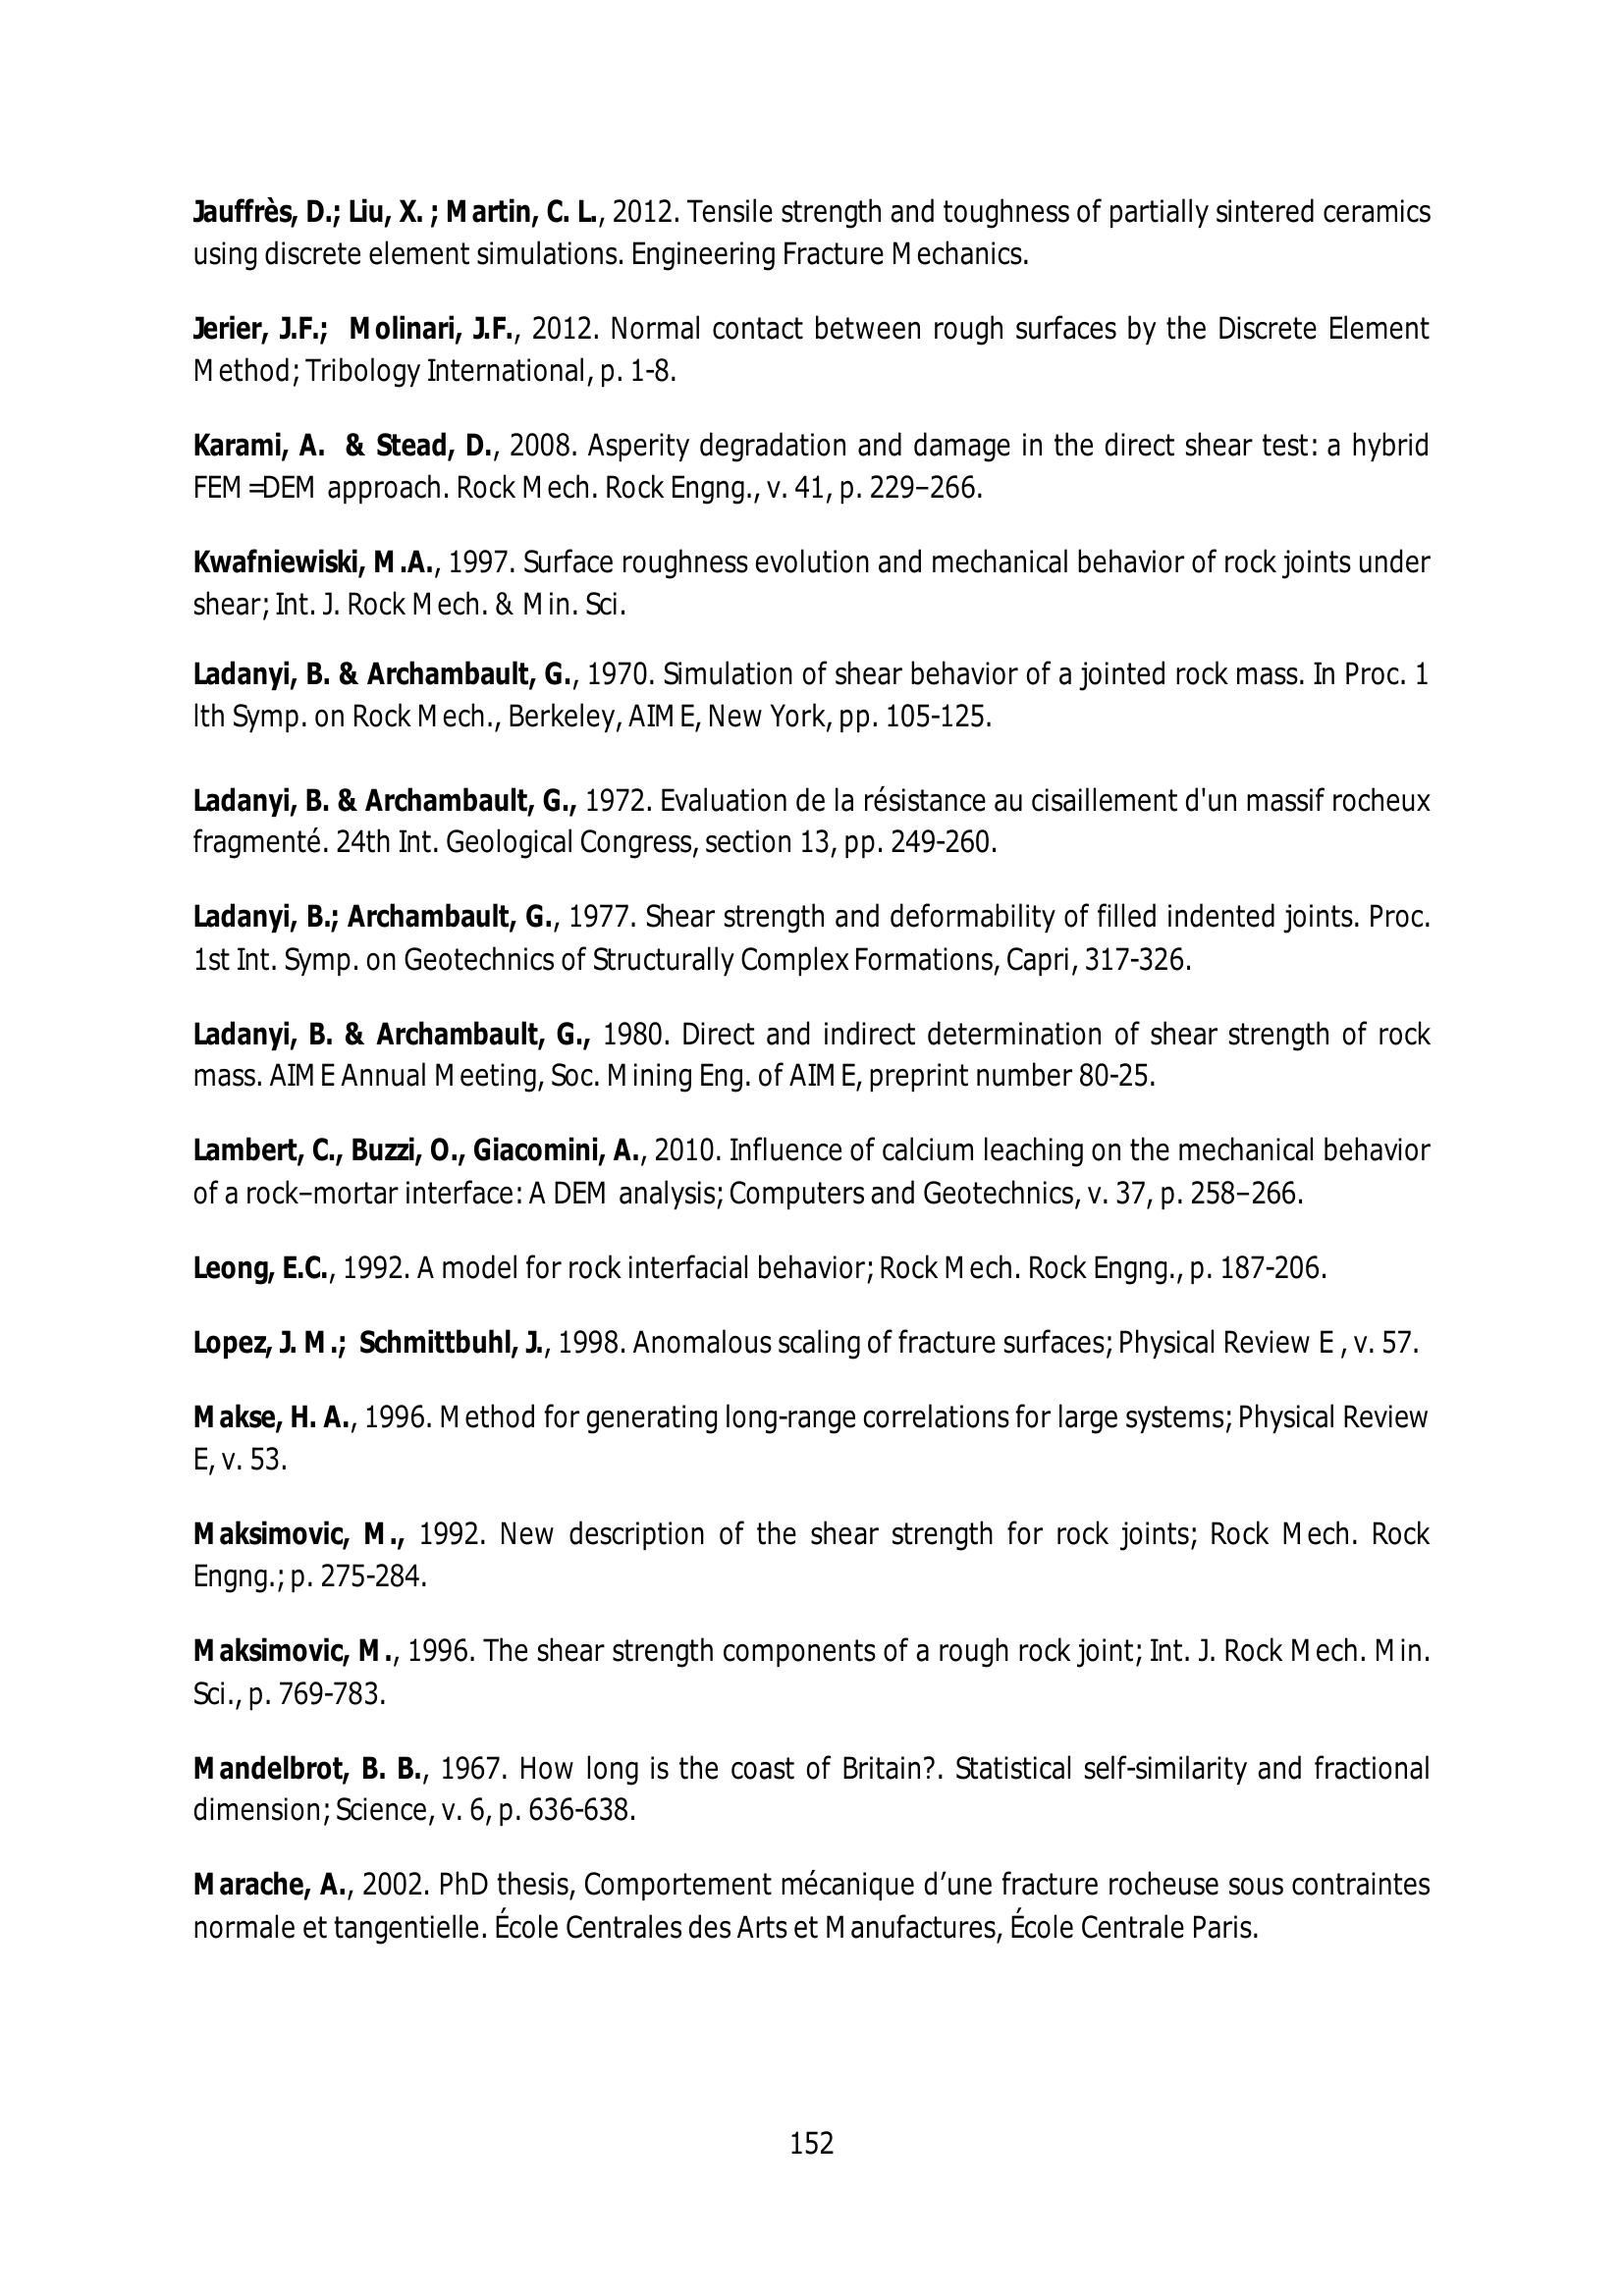 Jauffrès, D.; Liu, X. ; Martin, C. L., 2012. Tensile strength and toughness of partially sintered ceramics
using discrete element simulations. Engineering Fracture Mechanics.
Jerier, J.F.; Molinari, J.F., 2012. Normal contact between rough surfaces by the Discrete Element
Method; Tribology International, p. 1-8.
Karami, A. & Stead, D., 2008. Asperity degradation and damage in the direct shear test: a hybrid
FEM=DEM approach. Rock Mech. Rock Engng., v. 41, p. 229–266.
Kwafniewiski, M.A., 1997. Surface roughness evolution and mechanical behavior of rock joints under
shear; Int. J. Rock Mech. & Min. Sci.
Ladanyi, B. & Archambault, G., 1970. Simulation of shear behavior of a jointed rock mass. In Proc. 1
lth Symp. on Rock Mech., Berkeley, AIME, New York, pp. 105-125.
Ladanyi, B. & Archambault, G., 1972. Evaluation de la résistance au cisaillement d'un massif rocheux
fragmenté. 24th Int. Geological Congress, section 13, pp. 249-260.
Ladanyi, B.; Archambault, G., 1977. Shear strength and deformability of filled indented joints. Proc.
1st Int. Symp. on Geotechnics of Structurally Complex Formations, Capri, 317-326.
Ladanyi, B. & Archambault, G., 1980. Direct and indirect determination of shear strength of rock
mass. AIME Annual Meeting, Soc. Mining Eng. of AIME, preprint number 80-25.
Lambert, C., Buzzi, O., Giacomini, A., 2010. Influence of calcium leaching on the mechanical behavior
of a rock–mortar interface: A DEM analysis; Computers and Geotechnics, v. 37, p. 258–266.
Leong, E.C., 1992. A model for rock interfacial behavior; Rock Mech. Rock Engng., p. 187-206.
Lopez, J. M.; Schmittbuhl, J., 1998. Anomalous scaling of fracture surfaces; Physical Review E , v. 57.
Makse, H. A., 1996. Method for generating long-range correlations for large systems; Physical Review
E, v. 53.
Maksimovic, M., 1992. New description of the shear strength for rock joints; Rock Mech. Rock
Engng.; p. 275-284.
Maksimovic, M., 1996. The shear strength components of a rough rock joint; Int. J. Rock Mech. Min.
Sci., p. 769-783.
Mandelbrot, B. B., 1967. How long is the coast of Britain?. Statistical self-similarity and fractional
dimension; Science, v. 6, p. 636-638.
Marache, A., 2002. PhD thesis, Comportement mécanique d’une fracture rocheuse sous contraintes
normale et tangentielle. École Centrales des Arts et Manufactures, École Centrale Paris.
152